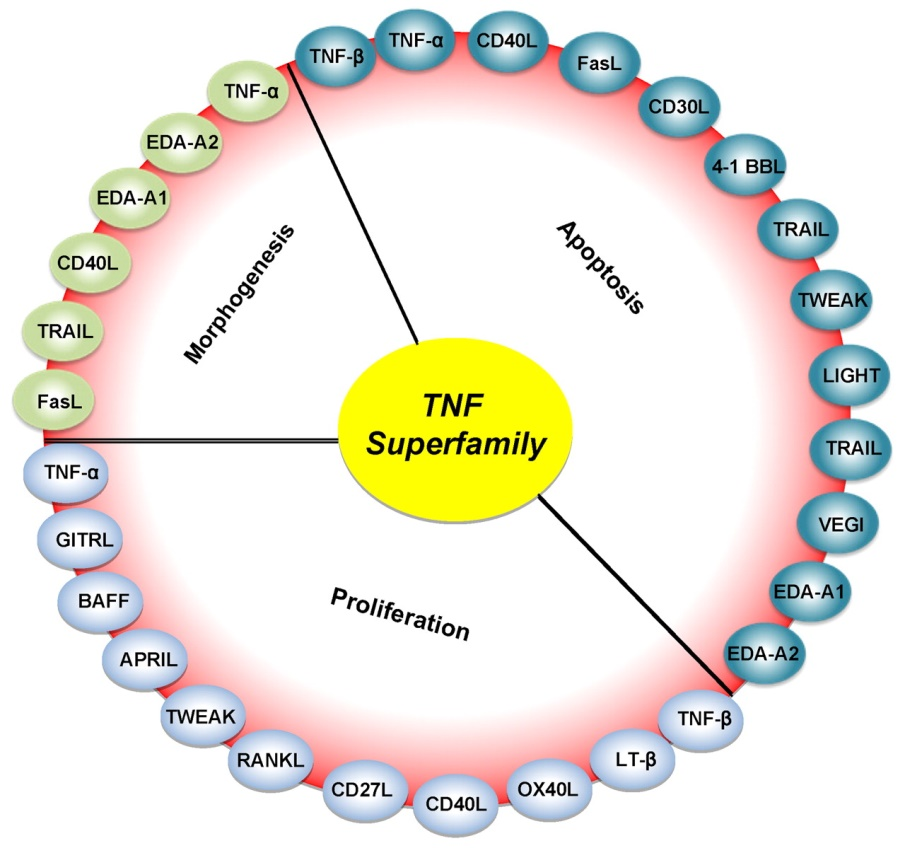 TNF-β
TNF-α
CD40L
FasL
CD30L
4-1 BBL
TRAIL
TWEAK
LIGHT
TRAIL
VEGI
EDA-A1
EDA-A2
TNF-β
LT-β
OX40L
CD40L
CD27L
RANKL
TWEAK
APRIL
BAFF
GITRL
TNF-α
FasL
TRAIL
CD40L
EDA-A1
EDA-A2
TNF-α
Morphogenesis
Apoptosis
TNF
Superfamily
Proliferation